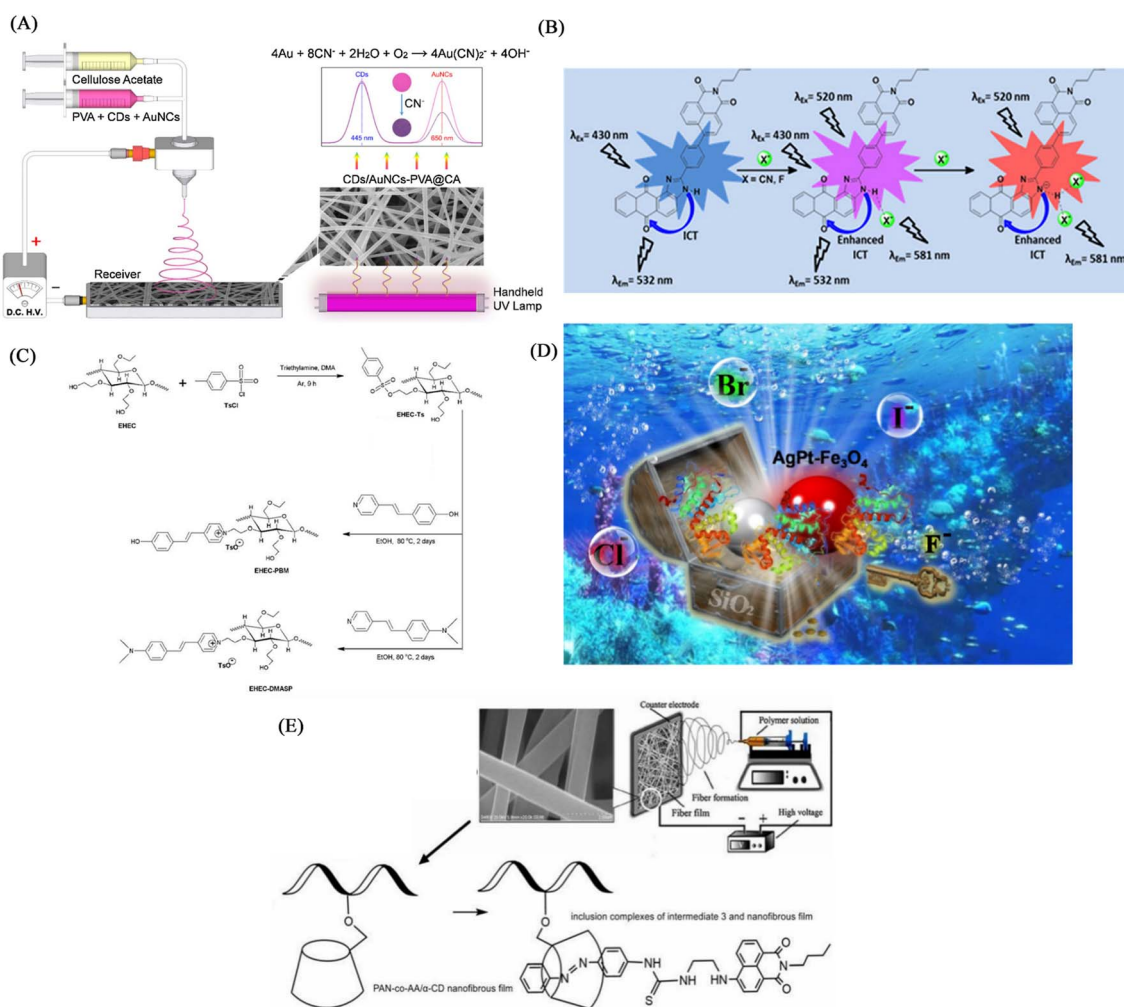 (A)
Cellulose Acetate
PVA + CDs + AuNCs
+
Receiver
−
D.C. H.V.
4Au + 8CN⁻ + 2H₂O + O₂ → 4Au(CN)₂⁻ + 4OH⁻
CDs
AuNCs
CN⁻
445 nm
650 nm
CDs/AuNCs-PVA@CA
Handheld
UV Lamp
(B)
λEx= 430 nm
O
N
O
O
N
N H
O
ICT
λEm= 532 nm
X⁻
X = CN, F
λEx= 520 nm
λEx= 430 nm
O
N
O
O
N
N H
X⁻
O
Enhanced
ICT
λEm= 532 nm
λEm= 581 nm
X⁻
λEx= 520 nm
O
N
O
O
N
N⊖
X⁻
H
X⁻
O
Enhanced
ICT
λEm= 581 nm
(C)
EHEC
+
TsCl
Triethylamine, DMA
Ar, 9 h
EHEC-Ts
EtOH, 80 °C, 2 days
TsO⊖
EHEC-PBM
EtOH, 80 °C, 2 days
TsO⊖
EHEC-DMASP
(D)
Br⁻
I⁻
AgPt-Fe₃O₄
Cl⁻
F⁻
SiO₂
(E)
Counter electrode
Polymer solution
Fiber formation
Fiber film
− +
High voltage
O
PAN-co-AA/α-CD nanofibrous film
O
inclusion complexes of intermediate 3 and nanofibrous film
N
N
NH
S
NH
HN
O
N
O